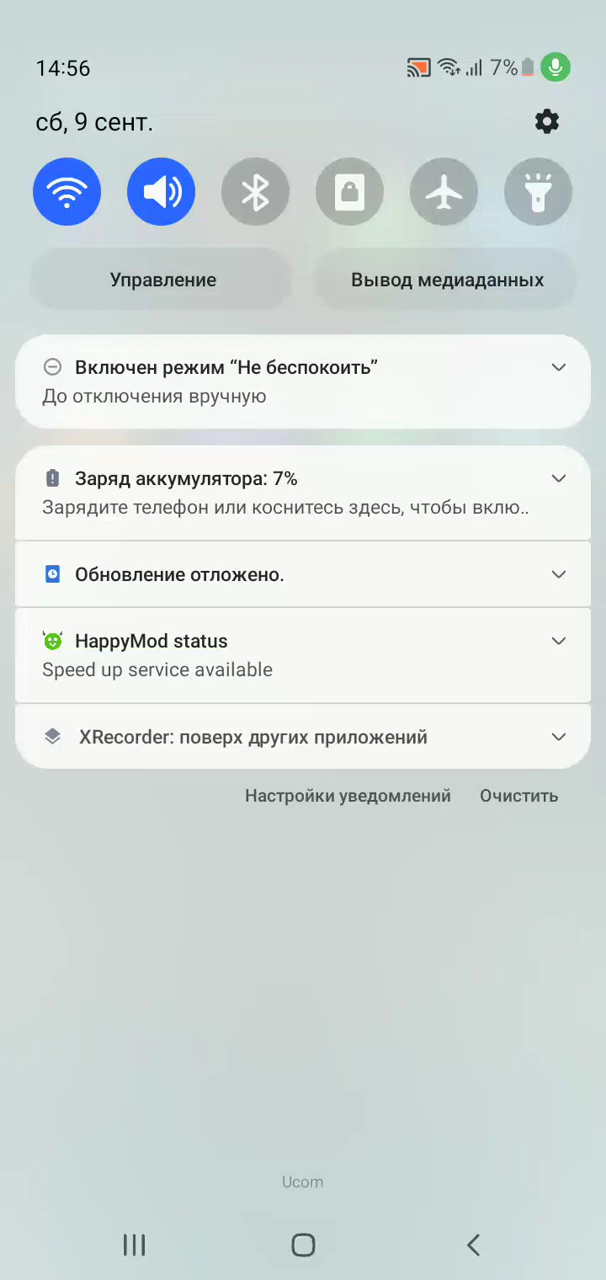 14:56
7%
сб, 9 сент.
Управление
Вывод медиаданных
Включен режим “Не беспокоить”
До отключения вручную
Заряд аккумулятора: 7%
Зарядите телефон или коснитесь здесь, чтобы вклю..
Обновление отложено.
HappyMod status
Speed up service available
XRecorder: поверх других приложений
Настройки уведомлений
Очистить
Ucom